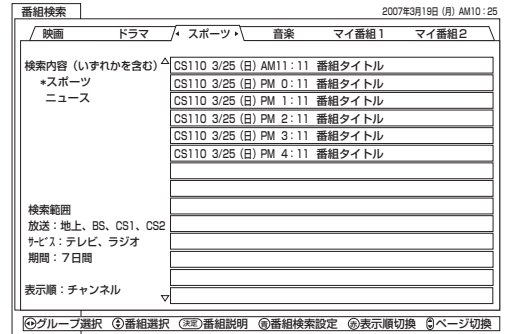 番組検索
2007年3月19日 (月) AM10:25
映画 ドラマ スポーツ 音楽 マイ番組1 マイ番組2
検索内容（いずれかを含む）
*スポーツ
ニュース
CS110 3/25 (日) AM11:11 番組タイトル
CS110 3/25 (日) PM 0:11 番組タイトル
CS110 3/25 (日) PM 1:11 番組タイトル
CS110 3/25 (日) PM 2:11 番組タイトル
CS110 3/25 (日) PM 3:11 番組タイトル
CS110 3/25 (日) PM 4:11 番組タイトル
検索範囲
放送：地上、BS、CS1、CS2
ｻｰﾋﾞｽ：テレビ、ラジオ
期間：7日間
表示順：チャンネル
グループ選択 番組選択 決定 番組説明 青 番組検索設定 赤 表示順切換 ページ切換